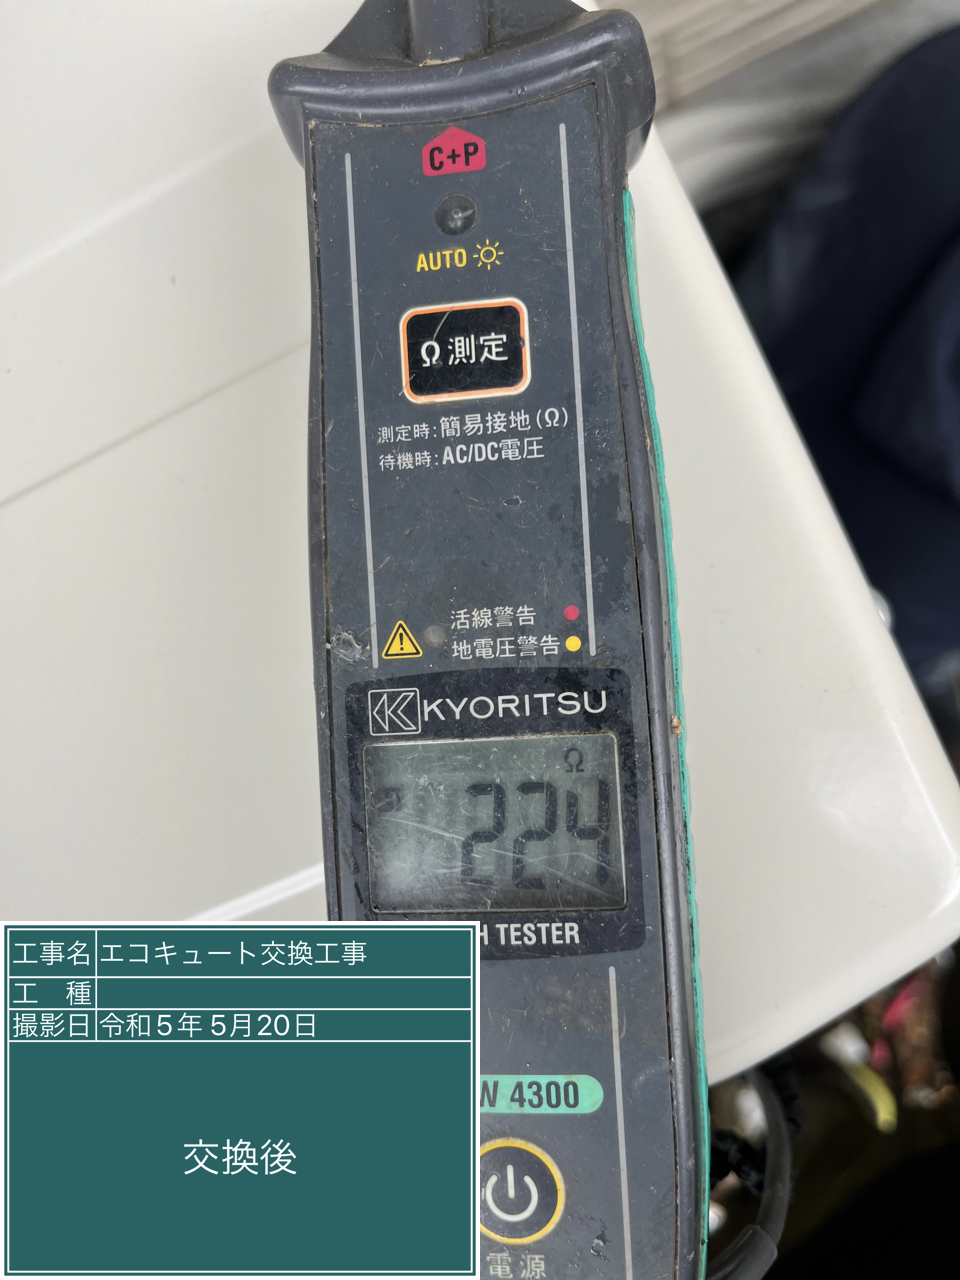 C+P
AUTO
Ω 測定
測定時:簡易接地(Ω)
待機時:AC/DC電圧
活線警告
地電圧警告
KYORITSU
Ω
224
H TESTER
W 4300
電源
工事名 エコキュート交換工事
工 種
撮影日 令和5年 5月20日
交換後